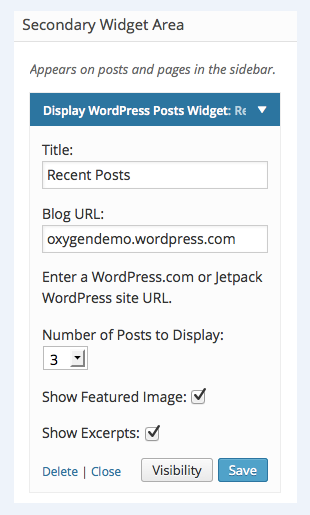 Secondary Widget Area
Appears on posts and pages in the sidebar.
Display WordPress Posts Widget: Re
Title:
Recent Posts
Blog URL:
oxygendemo.wordpress.com
Enter a WordPress.com or Jetpack
WordPress site URL.
Number of Posts to Display:
3
Show Featured Image:
Show Excerpts:
Delete | Close Visibility Save